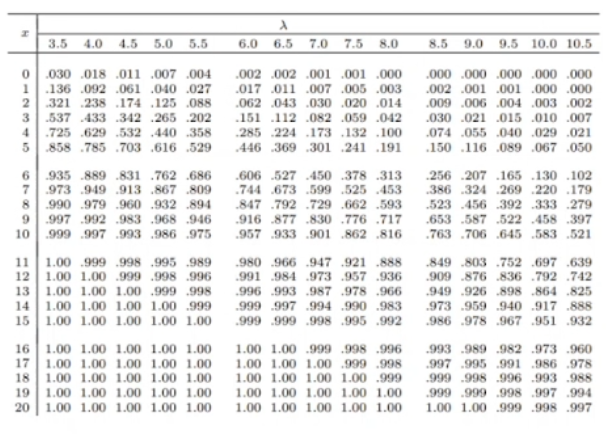 λ
x 3.5 4.0 4.5 5.0 5.5 6.0 6.5 7.0 7.5 8.0 8.5 9.0 9.5 10.0 10.5
0 .030 .018 .011 .007 .004 .002 .002 .001 .001 .000 .000 .000 .000 .000 .000
1 .136 .092 .061 .040 .027 .017 .011 .007 .005 .003 .002 .001 .001 .000 .000
2 .321 .238 .174 .125 .088 .062 .043 .030 .020 .014 .009 .006 .004 .003 .002
3 .537 .433 .342 .265 .202 .151 .112 .082 .059 .042 .030 .021 .015 .010 .007
4 .725 .629 .532 .440 .358 .285 .224 .173 .132 .100 .074 .055 .040 .029 .021
5 .858 .785 .703 .616 .529 .446 .369 .301 .241 .191 .150 .116 .089 .067 .050
6 .935 .889 .831 .762 .686 .606 .527 .450 .378 .313 .256 .207 .165 .130 .102
7 .973 .949 .913 .867 .809 .744 .673 .599 .525 .453 .386 .324 .269 .220 .179
8 .990 .979 .960 .932 .894 .847 .792 .729 .662 .593 .523 .456 .392 .333 .279
9 .997 .992 .983 .968 .946 .916 .877 .830 .776 .717 .653 .587 .522 .458 .397
10 .999 .997 .993 .986 .975 .957 .933 .901 .862 .816 .763 .706 .645 .583 .521
11 1.00 .999 .998 .995 .989 .980 .966 .947 .921 .888 .849 .803 .752 .697 .639
12 1.00 1.00 .999 .998 .996 .991 .984 .973 .957 .936 .909 .876 .836 .792 .742
13 1.00 1.00 1.00 .999 .998 .996 .993 .987 .978 .966 .949 .926 .898 .864 .825
14 1.00 1.00 1.00 1.00 .999 .999 .997 .994 .990 .983 .973 .959 .940 .917 .888
15 1.00 1.00 1.00 1.00 1.00 .999 .999 .998 .995 .992 .986 .978 .967 .951 .932
16 1.00 1.00 1.00 1.00 1.00 1.00 1.00 .999 .998 .996 .993 .989 .982 .973 .960
17 1.00 1.00 1.00 1.00 1.00 1.00 1.00 1.00 .999 .998 .997 .995 .991 .986 .978
18 1.00 1.00 1.00 1.00 1.00 1.00 1.00 1.00 1.00 .999 .999 .998 .996 .993 .988
19 1.00 1.00 1.00 1.00 1.00 1.00 1.00 1.00 1.00 1.00 .999 .999 .998 .997 .994
20 1.00 1.00 1.00 1.00 1.00 1.00 1.00 1.00 1.00 1.00 1.00 1.00 .999 .998 .997